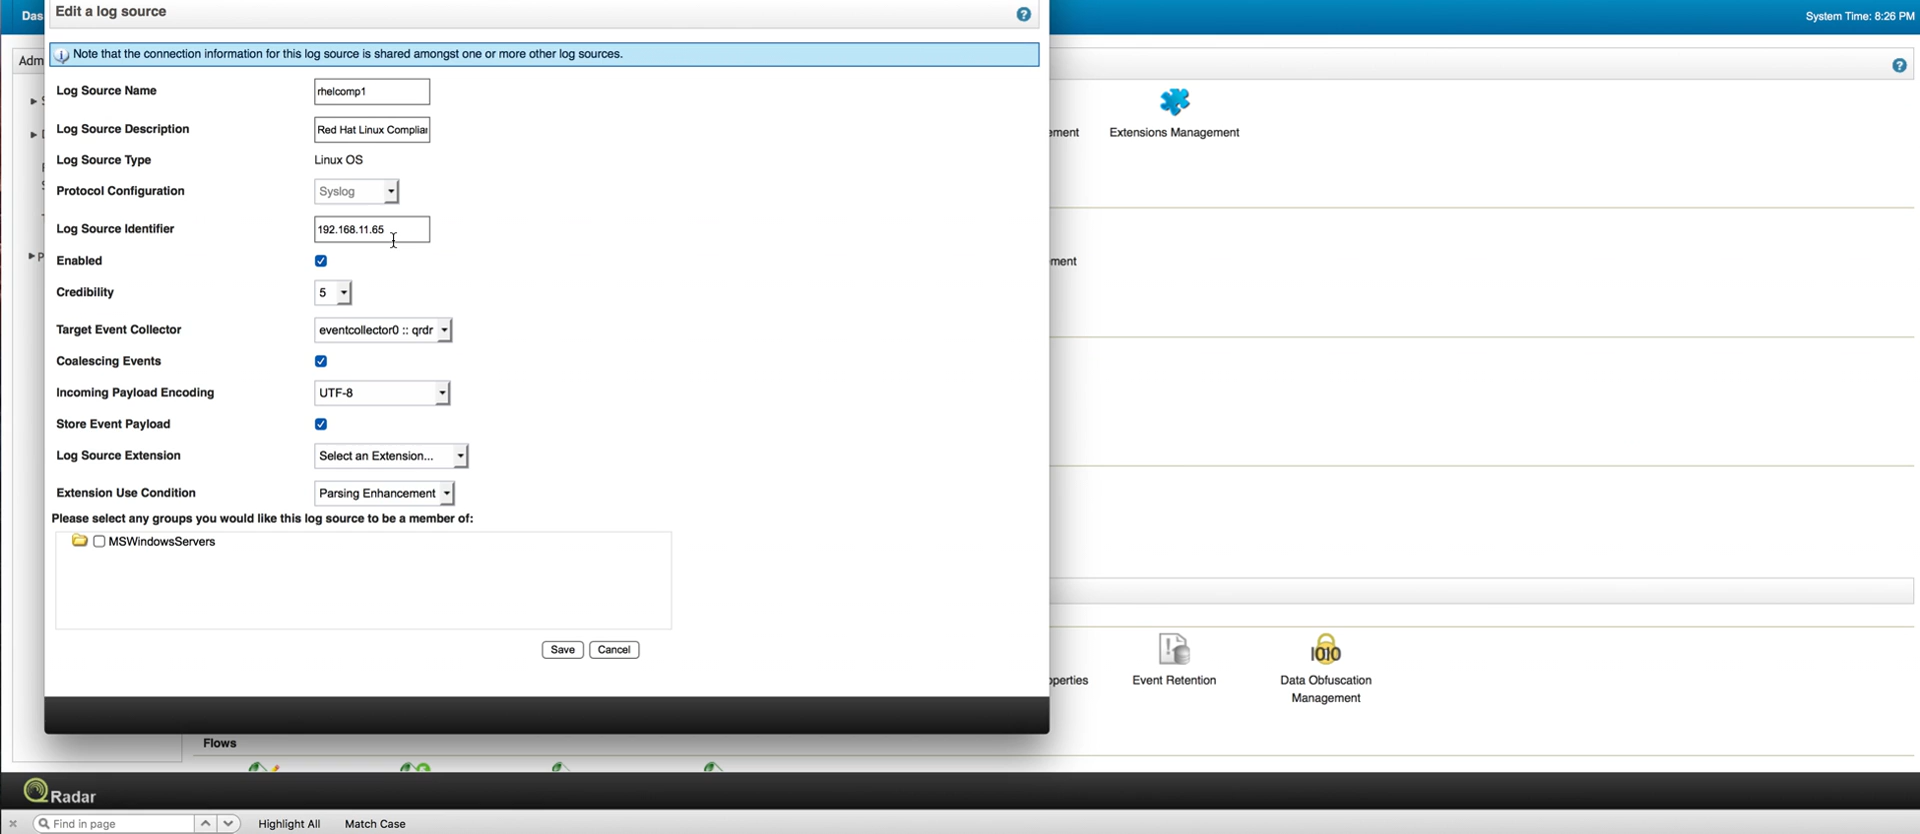 Das
System Time: 8:26 PM
Edit a log source
?
Adm
?
Note that the connection information for this log source is shared amongst one or more other log sources.
Log Source Name
rhelcomp1
Log Source Description
Red Hat Linux Complian
Log Source Type
Linux OS
Protocol Configuration
Syslog
Log Source Identifier
192.168.11.65
Enabled
Credibility
5
Target Event Collector
eventcollector0 :: qrdr
Coalescing Events
Incoming Payload Encoding
UTF-8
Store Event Payload
Log Source Extension
Select an Extension...
Extension Use Condition
Parsing Enhancement
Please select any groups you would like this log source to be a member of:
MSWindowsServers
Save
Cancel
ement
Extensions Management
ment
operties
Event Retention
Data Obfuscation
Management
Flows
QRadar
Find in page
Highlight All
Match Case